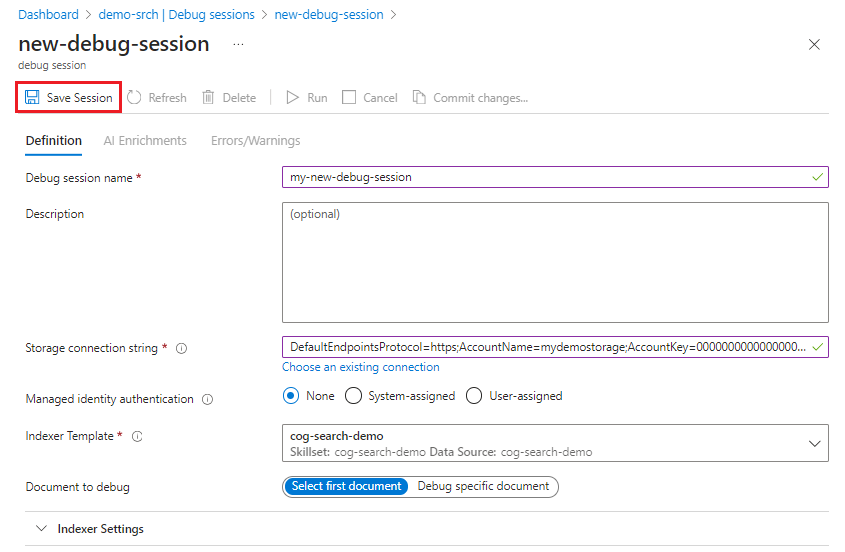 Dashboard > demo-srch | Debug sessions > new-debug-session >
new-debug-session ...
debug session
Save Session Refresh Delete Run Cancel Commit changes...
Definition AI Enrichments Errors/Warnings
Debug session name * my-new-debug-session
Description (optional)
Storage connection string * DefaultEndpointsProtocol=https;AccountName=mydemostorage;AccountKey=0000000000000000...
Choose an existing connection
Managed identity authentication None System-assigned User-assigned
Indexer Template * cog-search-demo
Skillset: cog-search-demo Data Source: cog-search-demo
Document to debug Select first document Debug specific document
Indexer Settings